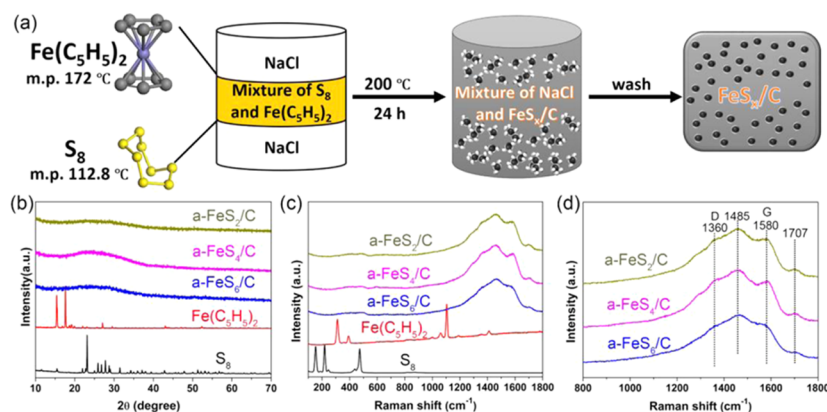 (a)
Fe(C₅H₅)₂
m.p. 172 ℃
S₈
m.p. 112.8 ℃
NaCl
Mixture of S₈
and Fe(C₅H₅)₂
NaCl
200 ℃
24 h
Mixture of NaCl
and FeSₓ/C
wash
FeSₓ/C
(b)
a-FeS₂/C
a-FeS₄/C
a-FeS₆/C
Fe(C₅H₅)₂
S₈
Intensity(a.u.)
10 20 30 40 50 60 70
2θ (degree)
(c)
a-FeS₂/C
a-FeS₄/C
a-FeS₆/C
Fe(C₅H₅)₂
S₈
Intensity(a.u.)
200 400 600 800 1000 1200 1400 1600 1800
Raman shift (cm⁻¹)
(d)
D
1360
1485
G
1580
1707
a-FeS₂/C
a-FeS₄/C
a-FeS₆/C
Intensity (a.u.)
800 1000 1200 1400 1600 1800
Raman shift (cm⁻¹)